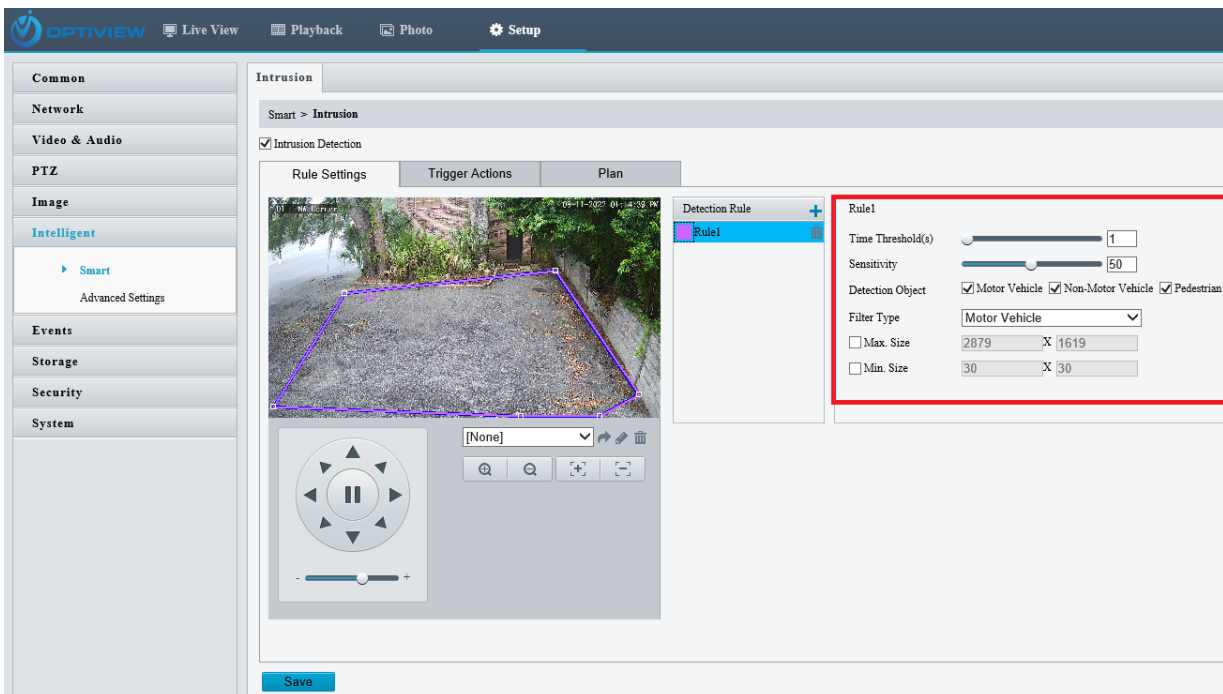 OPTIVIEW Live View Playback Photo Setup
Common
Network
Video & Audio
PTZ
Image
Intelligent
Smart
Advanced Settings
Events
Storage
Security
System
Intrusion
Smart > Intrusion
Intrusion Detection
Rule Settings Trigger Actions Plan
01 NW Corner
[None]
- +
Detection Rule
Rule1
Rule1
Time Threshold(s) 1
Sensitivity 50
Detection Object Motor Vehicle Non-Motor Vehicle Pedestrian
Filter Type Motor Vehicle
Max. Size 2879 X 1619
Min. Size 30 X 30
Save